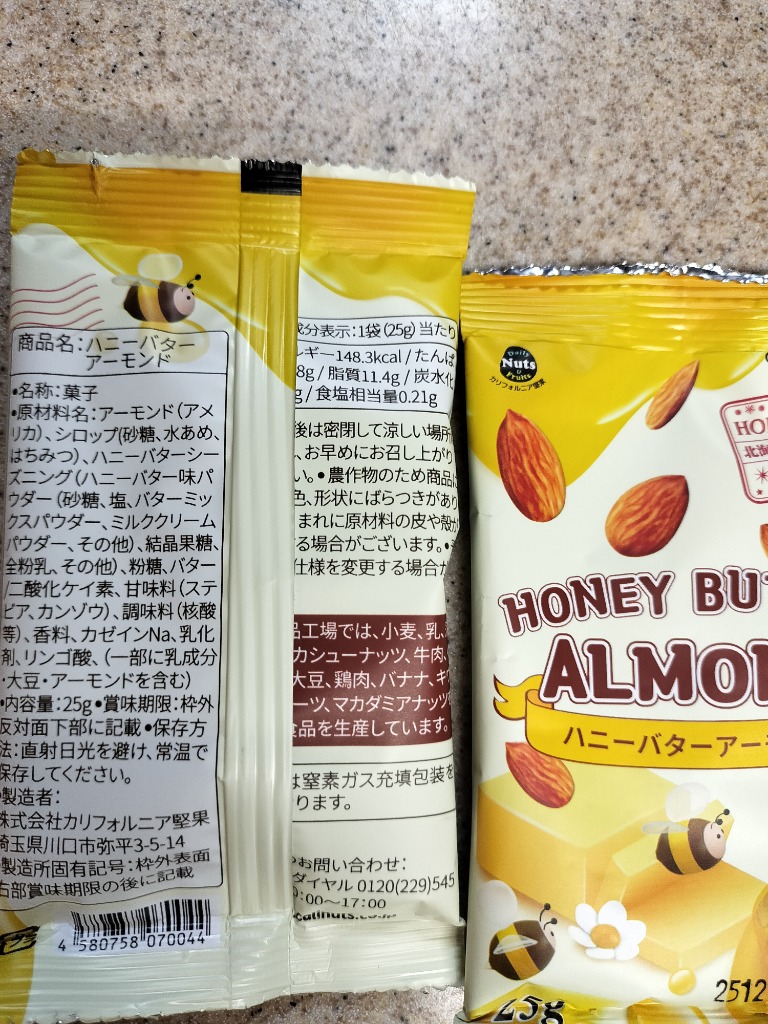 商品名：ハニーバター
アーモンド
•名称：菓子
•原材料名：アーモンド（アメ
リカ）、シロップ（砂糖、水あめ、
はちみつ）、ハニーバターシー
ズニング（ハニーバター味パ
ウダー（砂糖、塩、バターミッ
クスパウダー、ミルククリーム
パウダー、その他）、結晶果糖、
全粉乳、その他）、粉糖、バター
二酸化ケイ素、甘味料（ステ
ビア、カンゾウ）、調味料（核酸
等）、香料、カゼインNa、乳化
剤、リンゴ酸、（一部に乳成分
・大豆・アーモンドを含む）
•内容量：25g•賞味期限：枠外
反対面下部に記載•保存方
法：直射日光を避け、常温で
保存してください。
製造者：
株式会社カリフォルニア堅果
埼玉県川口市弥平3-5-14
製造所固有記号：枠外表面
右部賞味期限の後に記載
4 580758 070044
成分表示：1袋（25g）当たり
ルギー148.3kcal / たんぱ
8g / 脂質11.4g / 炭水化
g / 食塩相当量0.21g
後は密閉して涼しい場所
、お早めにお召し上がり
い。•農作物のため商品
色、形状にばらつきがあり
まれに原材料の皮や殻が
る場合がございます。•
仕様を変更する場合が
品工場では、小麦、乳、
カシューナッツ、牛肉、
大豆、鶏肉、バナナ、キ
ーツ、マカダミアナッツ
食品を生産しています。
は窒素ガス充填包装を
ります。
お問い合わせ：
ダイヤル 0120(229)545
:00〜17:00
Daily
Nuts
&
Fruits
カリフォルニア堅果
HO
北海
HONEY BU
ALMO
ハニーバターアー
25g
2512